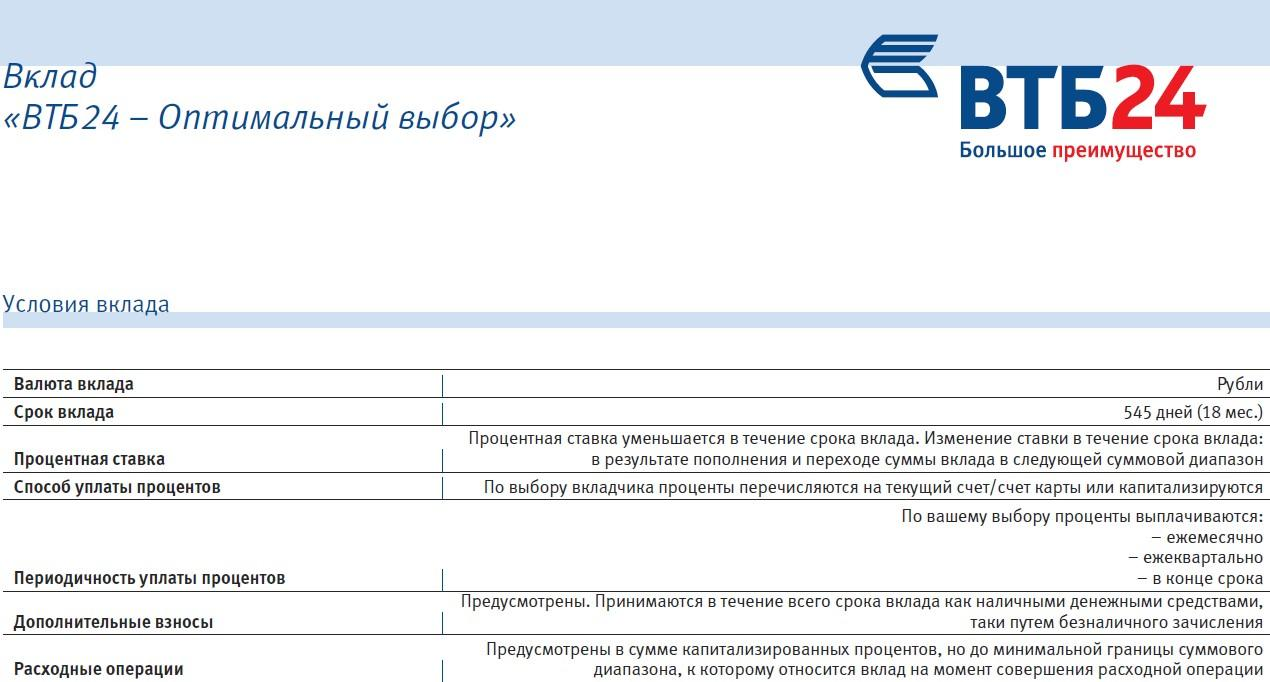 Вклад
«ВТБ24 – Оптимальный выбор»
ВТБ24
Большое преимущество
Условия вклада
Валюта вклада
Рубли
Срок вклада
545 дней (18 мес.)
Процентная ставка уменьшается в течение срока вклада. Изменение ставки в течение срока вклада:
в результате пополнения и переходе суммы вклада в следующей суммовой диапазон
Процентная ставка
Способ уплаты процентов
По выбору вкладчика проценты перечисляются на текущий счет/счет карты или капитализируются
По вашему выбору проценты выплачиваются:
– ежемесячно
– ежеквартально
– в конце срока
Периодичность уплаты процентов
Предусмотрены. Принимаются в течение всего срока вклада как наличными денежными средствами,
таки путем безналичного зачисления
Дополнительные взносы
Предусмотрены в сумме капитализированных процентов, но до минимальной границы суммового
диапазона, к которому относится вклад на момент совершения расходной операции
Расходные операции